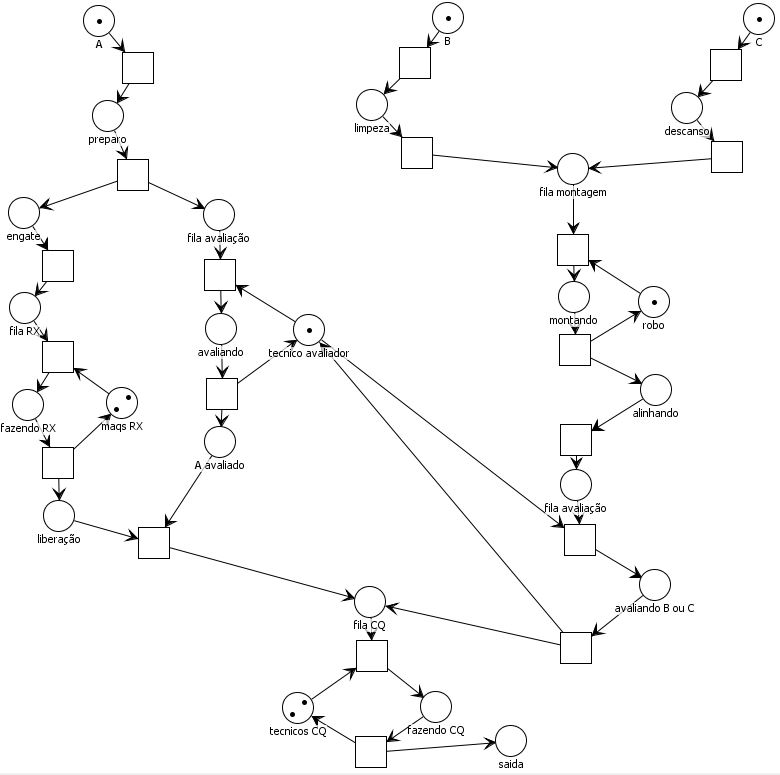 A
B
C
preparo
limpeza
descanso
fila montagem
engate
fila avaliação
fila RX
avaliando
tecnico avaliador
montando
robo
fazendo RX
maqs RX
alinhando
A avaliado
fila avaliação
liberação
avaliando B ou C
fila CQ
tecnicos CQ
fazendo CQ
saida